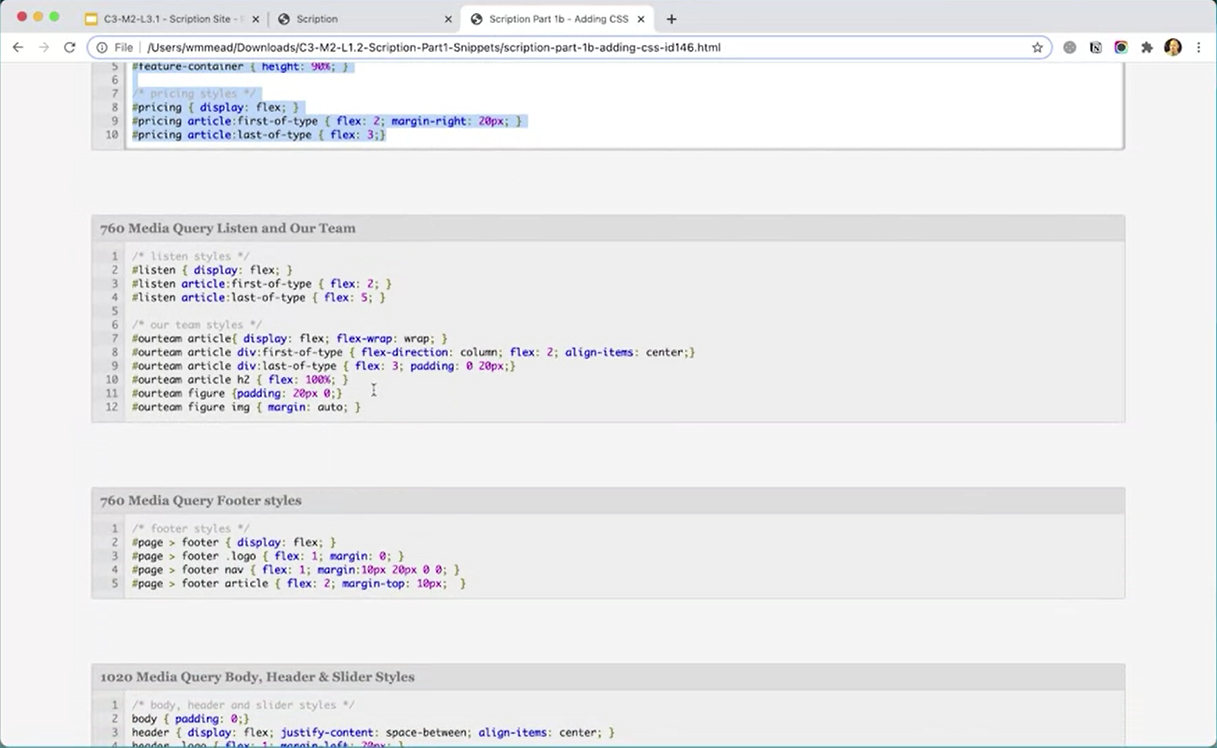 C3-M2-L3.1 - Scription Site -
Scription
Scription Part 1b - Adding CSS
File /Users/wmmead/Downloads/C3-M2-L1.2-Scription-Part1-Snippets/scription-part-1b-adding-css-id146.html
5 #feature-container { height: 90%; }
6
7 /* pricing styles */
8 #pricing { display: flex; }
9 #pricing article:first-of-type { flex: 2; margin-right: 20px; }
10 #pricing article:last-of-type { flex: 3;}
760 Media Query Listen and Our Team
1 /* listen styles */
2 #listen { display: flex; }
3 #listen article:first-of-type { flex: 2; }
4 #listen article:last-of-type { flex: 5; }
5
6 /* our team styles */
7 #ourteam article{ display: flex; flex-wrap: wrap; }
8 #ourteam article div:first-of-type { flex-direction: column; flex: 2; align-items: center;}
9 #ourteam article div:last-of-type { flex: 3; padding: 0 20px;}
10 #ourteam article h2 { flex: 100%; }
11 #ourteam figure {padding: 20px 0;}
12 #ourteam figure img { margin: auto; }
760 Media Query Footer styles
1 /* footer styles */
2 #page > footer { display: flex; }
3 #page > footer .logo { flex: 1; margin: 0; }
4 #page > footer nav { flex: 1; margin:10px 20px 0 0; }
5 #page > footer article { flex: 2; margin-top: 10px; }
1020 Media Query Body, Header & Slider Styles
1 /* body, header and slider styles */
2 body { padding: 0;}
3 header { display: flex; justify-content: space-between; align-items: center; }
4 header .logo { flex: 1; margin-left: 20px; }